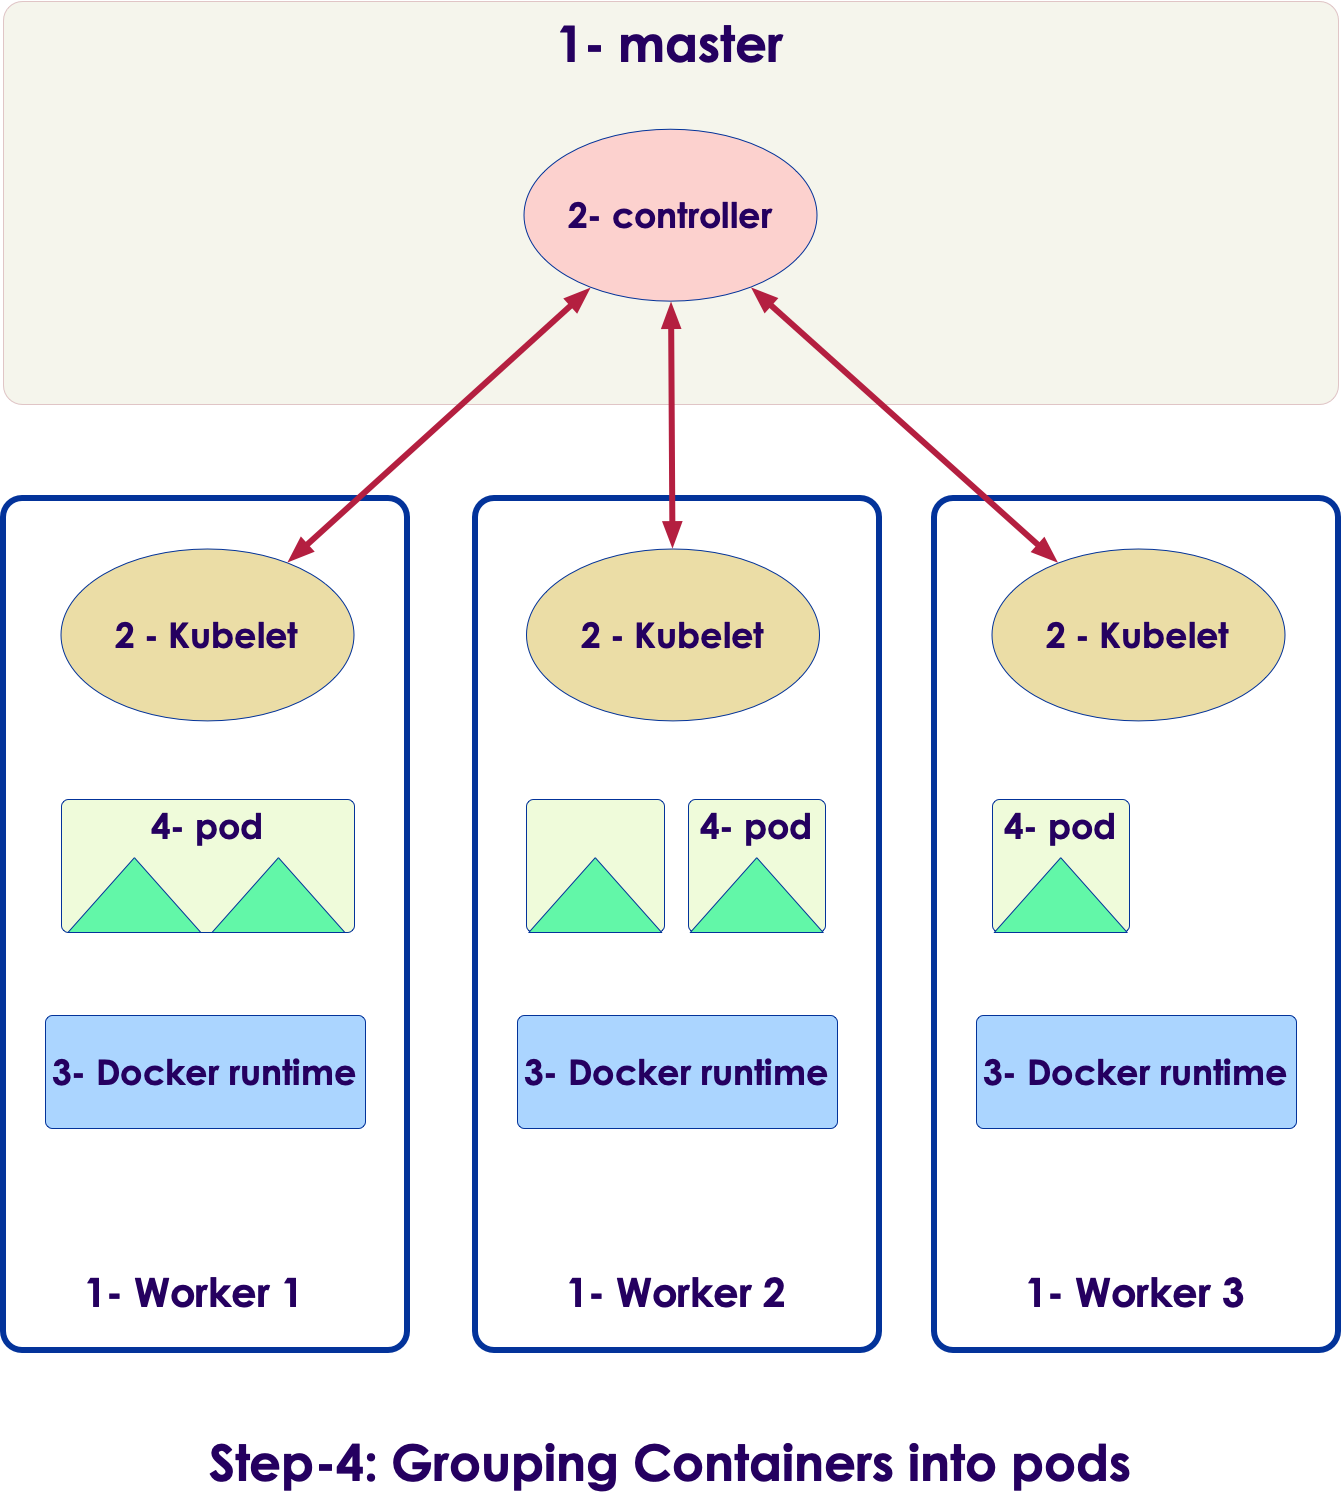 1- master
2- controller
2 - Kubelet
2 - Kubelet
2 - Kubelet
4- pod
4- pod
4- pod
3- Docker runtime
3- Docker runtime
3- Docker runtime
1- Worker 1
1- Worker 2
1- Worker 3
Step-4: Grouping Containers into pods